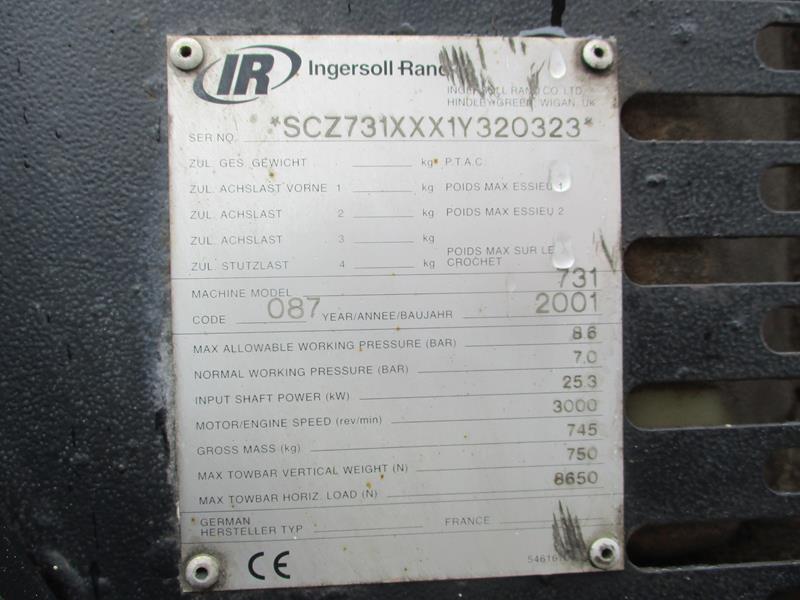 IR Ingersoll-Rand
INGERSOLL RAND CO. LTD.
HINDLEY GREEN, WIGAN, UK
SER NO. *SCZ731XXX1Y320323*
ZUL. GES. GEWICHT kg P.T.A.C.
ZUL. ACHSLAST VORNE 1 kg POIDS MAX ESSIEU 1
ZUL. ACHSLAST 2 kg POIDS MAX ESSIEU 2
ZUL. ACHSLAST 3 kg
ZUL. STUTZLAST 4 kg POIDS MAX SUR LE
CROCHET
MACHINE MODEL 731
CODE 087 YEAR/ANNEE/BAUJAHR 2001
MAX ALLOWABLE WORKING PRESSURE (BAR) 8.6
NORMAL WORKING PRESSURE (BAR) 7.0
INPUT SHAFT POWER (kW) 25.3
MOTOR/ENGINE SPEED (rev/min) 3000
GROSS MASS (kg) 745
MAX TOWBAR VERTICAL WEIGHT (N) 750
MAX TOWBAR HORIZ. LOAD (N) 8650
GERMAN
HERSTELLER TYP FRANCE
CE